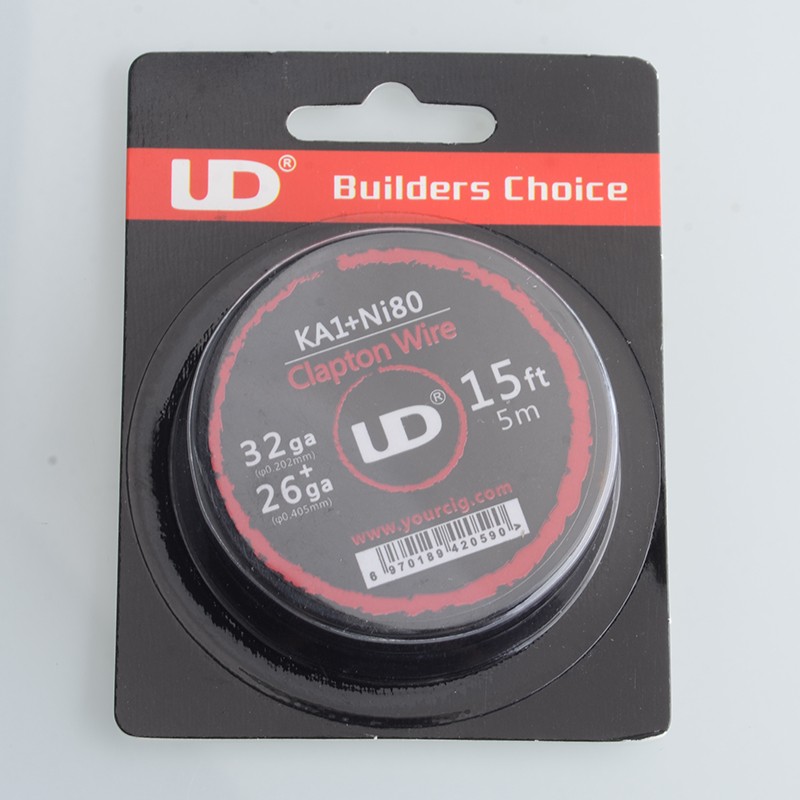 UD® Builders Choice
KA1+Ni80
Clapton Wire
15ft
5m
UD®
32ga
(φ0.202mm)
+
26ga
(φ0.405mm)
www.yourcig.com
6 970189 420590 >